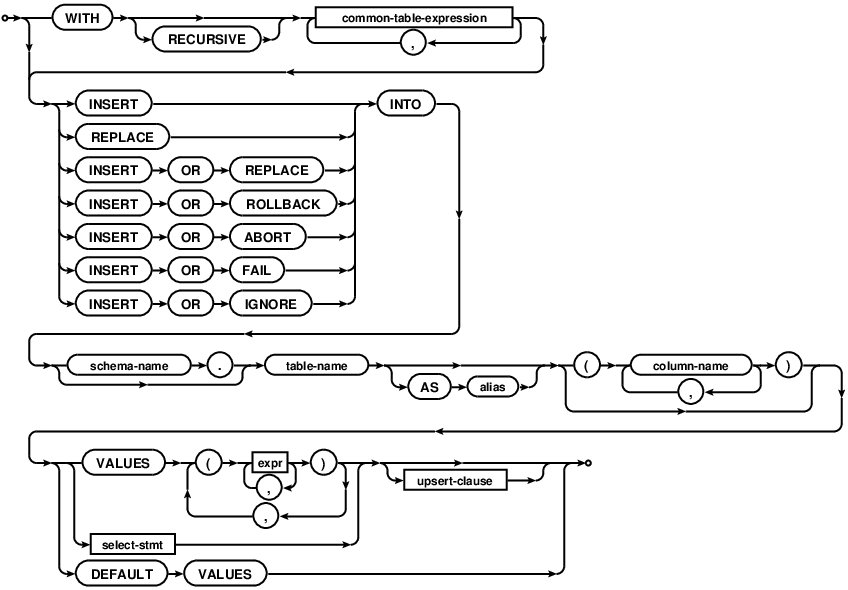 WITH RECURSIVE common-table-expression ,
INSERT INTO
REPLACE
INSERT OR REPLACE
INSERT OR ROLLBACK
INSERT OR ABORT
INSERT OR FAIL
INSERT OR IGNORE
schema-name . table-name AS alias ( column-name , )
VALUES ( expr , ) ,
upsert-clause
select-stmt
DEFAULT VALUES